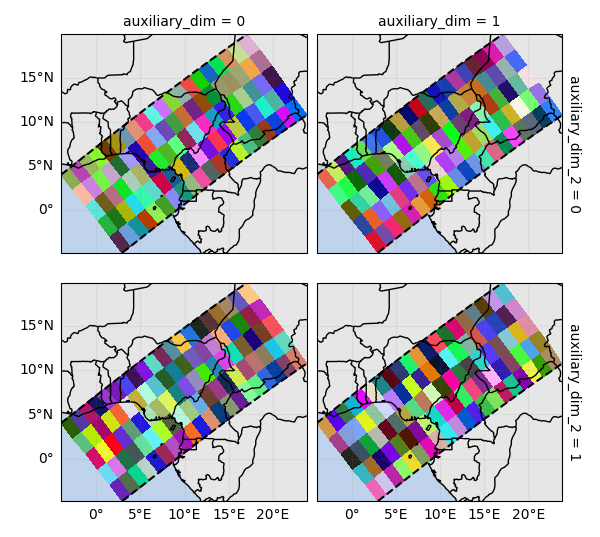 auxiliary_dim = 0
auxiliary_dim = 1
15°N
10°N
5°N
0°
auxiliary_dim_2 = 0
15°N
10°N
5°N
0°
auxiliary_dim_2 = 1
0° 5°E 10°E 15°E 20°E
0° 5°E 10°E 15°E 20°E